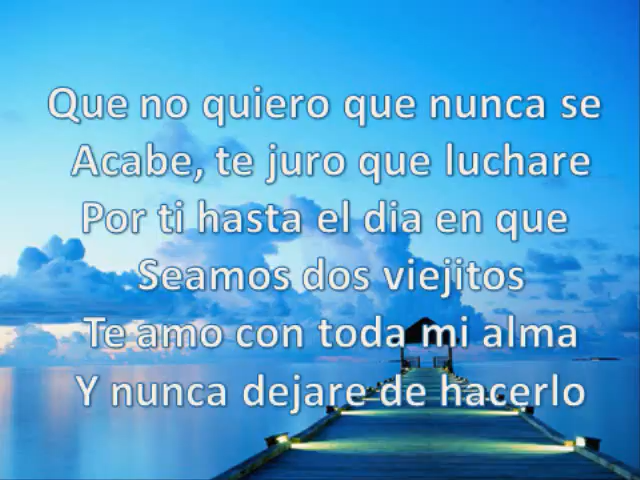 Que no quiero que nunca se
Acabe, te juro que luchare
Por ti hasta el dia en que
Seamos dos viejitos
Te amo con toda mi alma
Y nunca dejare de hacerlo